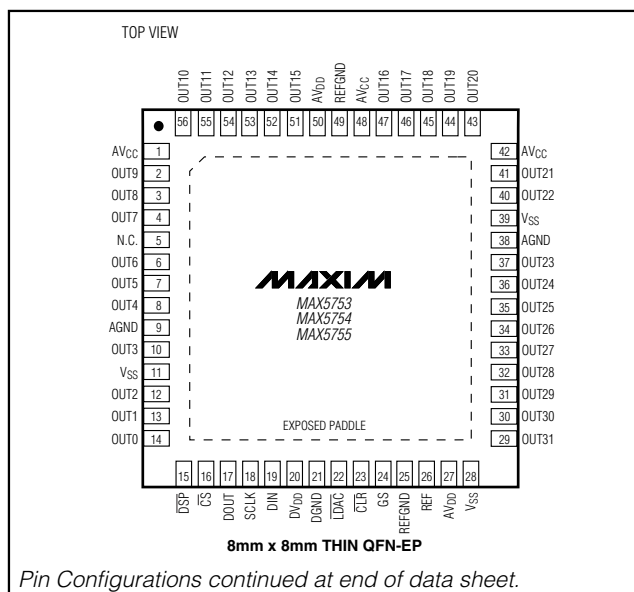 TOP VIEW
OUT10 OUT11 OUT12 OUT13 OUT14 OUT15 AVDD REFGND AVCC OUT16 OUT17 OUT18 OUT19 OUT20
56 55 54 53 52 51 50 49 48 47 46 45 44 43
AVCC 1 42 AVCC
OUT9 2 41 OUT21
OUT8 3 40 OUT22
OUT7 4 39 VSS
N.C. 5 38 AGND
OUT6 6 37 OUT23
OUT5 7 36 OUT24
OUT4 8 35 OUT25
AGND 9 34 OUT26
OUT3 10 33 OUT27
VSS 11 32 OUT28
OUT2 12 31 OUT29
OUT1 13 30 OUT30
OUT0 14 29 OUT31
MAXIM
MAX5753
MAX5754
MAX5755
EXPOSED PADDLE
15 16 17 18 19 20 21 22 23 24 25 26 27 28
DSP CS DOUT SCLK DIN DVDD DGND LDAC CLR GS REFGND REF AVDD VSS
8mm x 8mm THIN QFN-EP
Pin Configurations continued at end of data sheet.